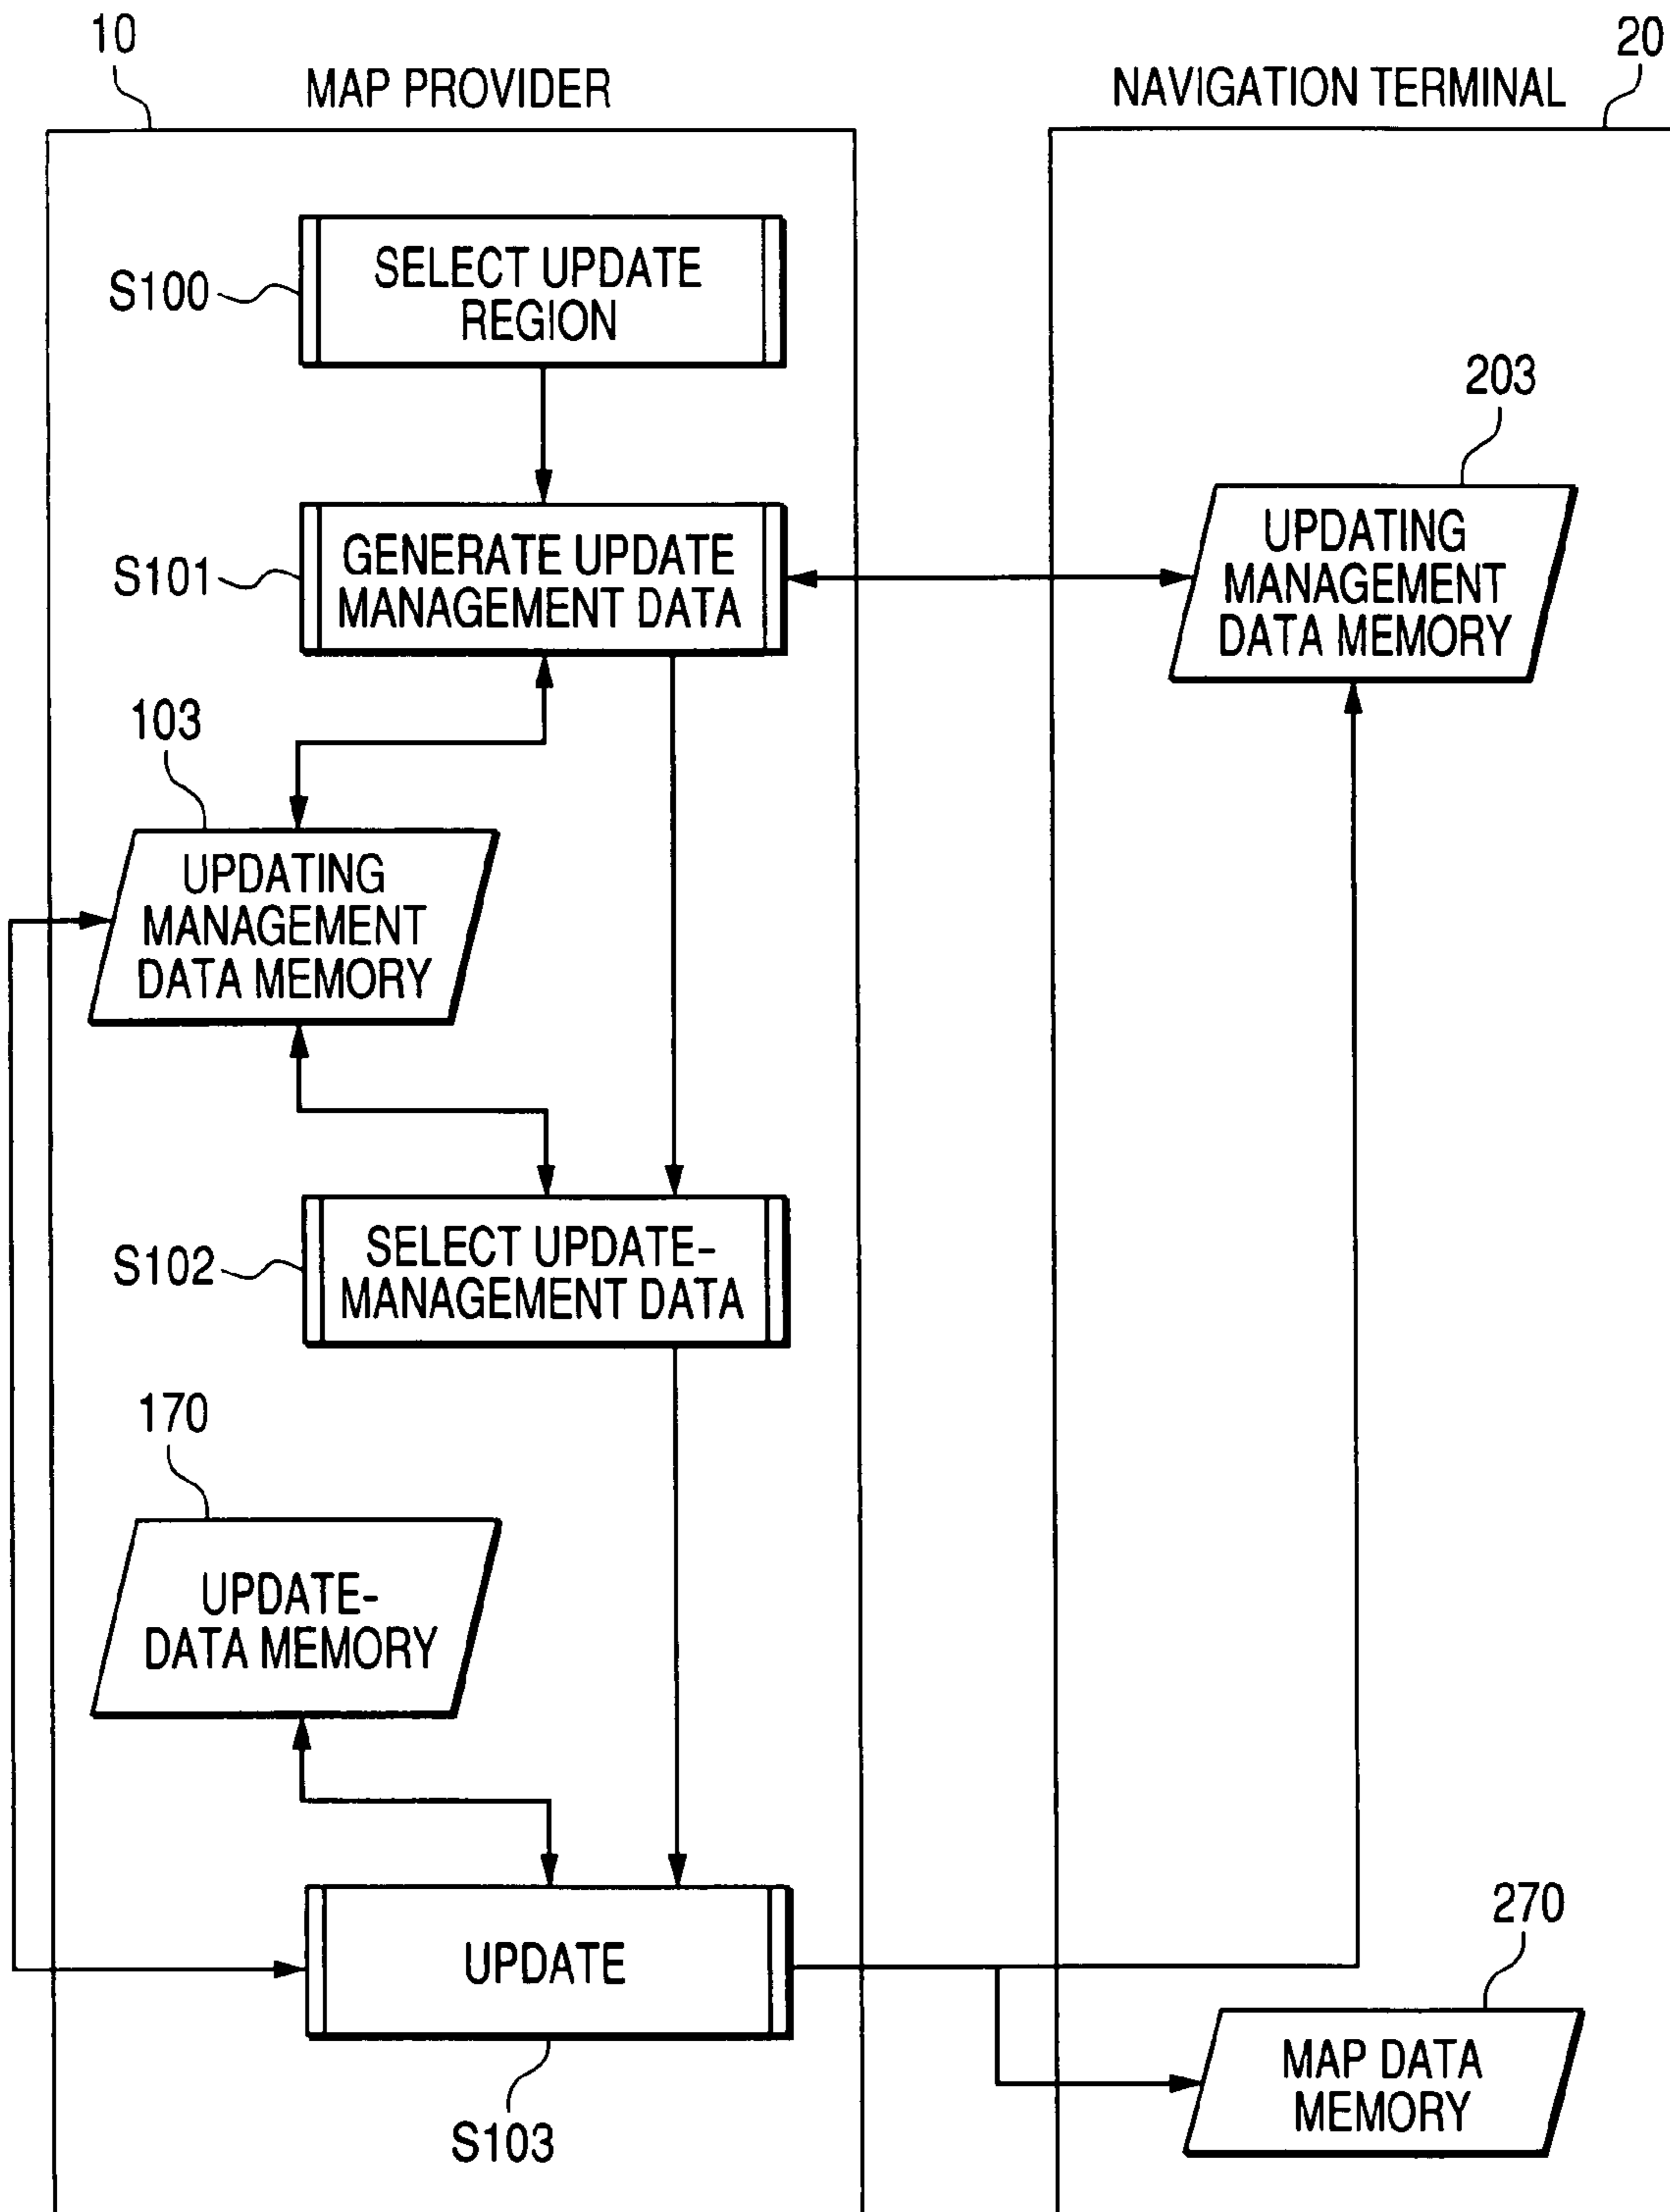 10
MAP PROVIDER
NAVIGATION TERMINAL
20
S100
SELECT UPDATE
REGION
203
S101
GENERATE UPDATE
MANAGEMENT DATA
UPDATING
MANAGEMENT
DATA MEMORY
103
UPDATING
MANAGEMENT
DATA MEMORY
S102
SELECT UPDATE-
MANAGEMENT DATA
170
UPDATE-
DATA MEMORY
UPDATE
S103
270
MAP DATA
MEMORY